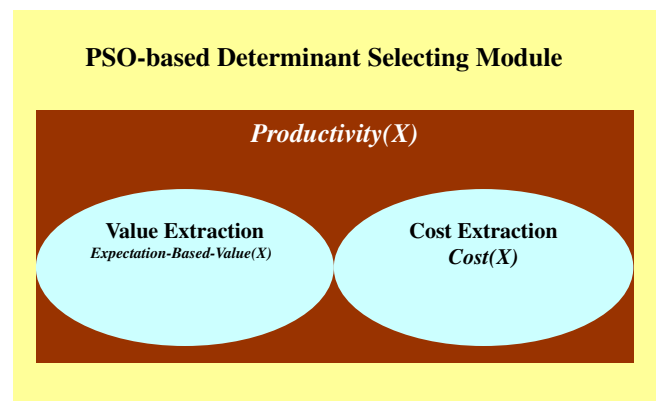 PSO-based Determinant Selecting Module
Productivity(X)
Value Extraction
Expectation-Based-Value(X)
Cost Extraction
Cost(X)